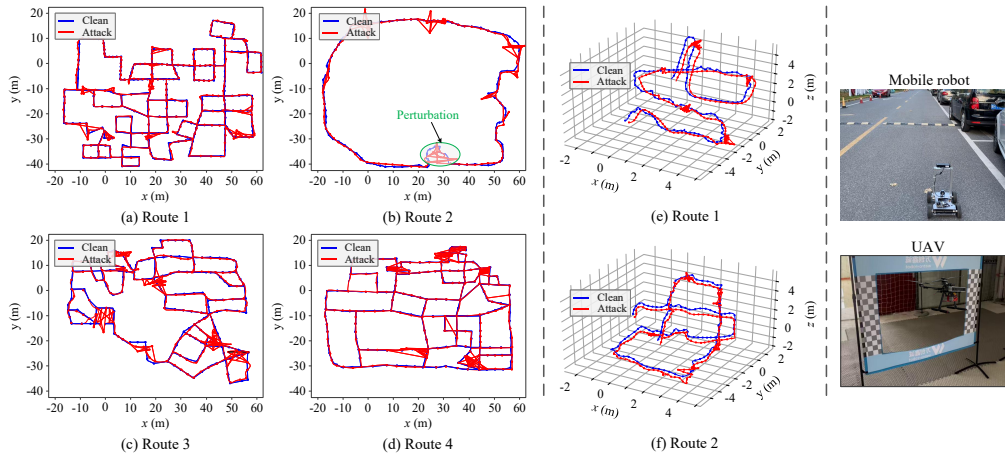 Clean
Attack
20
10
0
-10
-20
-30
-40
y (m)
-20 -10 0 10 20 30 40 50 60
x (m)
(a) Route 1
Clean
Attack
Perturbation
20
10
0
-10
-20
-30
-40
y (m)
-20 -10 0 10 20 30 40 50 60
x (m)
(b) Route 2
Clean
Attack
4
2
0
-2
z (m)
-2 0 2 4
x (m)
-4 -2 0 2 4
y (m)
(e) Route 1
Mobile robot
Clean
Attack
20
10
0
-10
-20
-30
-40
y (m)
-20 -10 0 10 20 30 40 50 60
x (m)
(c) Route 3
Clean
Attack
20
10
0
-10
-20
-30
-40
y (m)
-20 -10 0 10 20 30 40 50 60
x (m)
(d) Route 4
Clean
Attack
4
2
0
-2
z (m)
-2 0 2 4
x (m)
-4 -2 0 2 4
y (m)
(f) Route 2
UAV